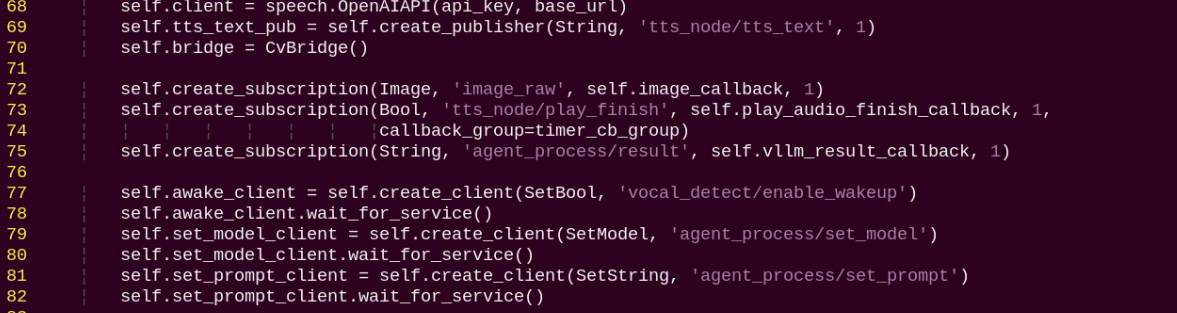 68 self.client = speech.OpenAIAPI(api_key, base_url)
69 self.tts_text_pub = self.create_publisher(String, 'tts_node/tts_text', 1)
70 self.bridge = CvBridge()
71
72 self.create_subscription(Image, 'image_raw', self.image_callback, 1)
73 self.create_subscription(Bool, 'tts_node/play_finish', self.play_audio_finish_callback, 1,
74 callback_group=timer_cb_group)
75 self.create_subscription(String, 'agent_process/result', self.vllm_result_callback, 1)
76
77 self.awake_client = self.create_client(SetBool, 'vocal_detect/enable_wakeup')
78 self.awake_client.wait_for_service()
79 self.set_model_client = self.create_client(SetModel, 'agent_process/set_model')
80 self.set_model_client.wait_for_service()
81 self.set_prompt_client = self.create_client(SetString, 'agent_process/set_prompt')
82 self.set_prompt_client.wait_for_service()